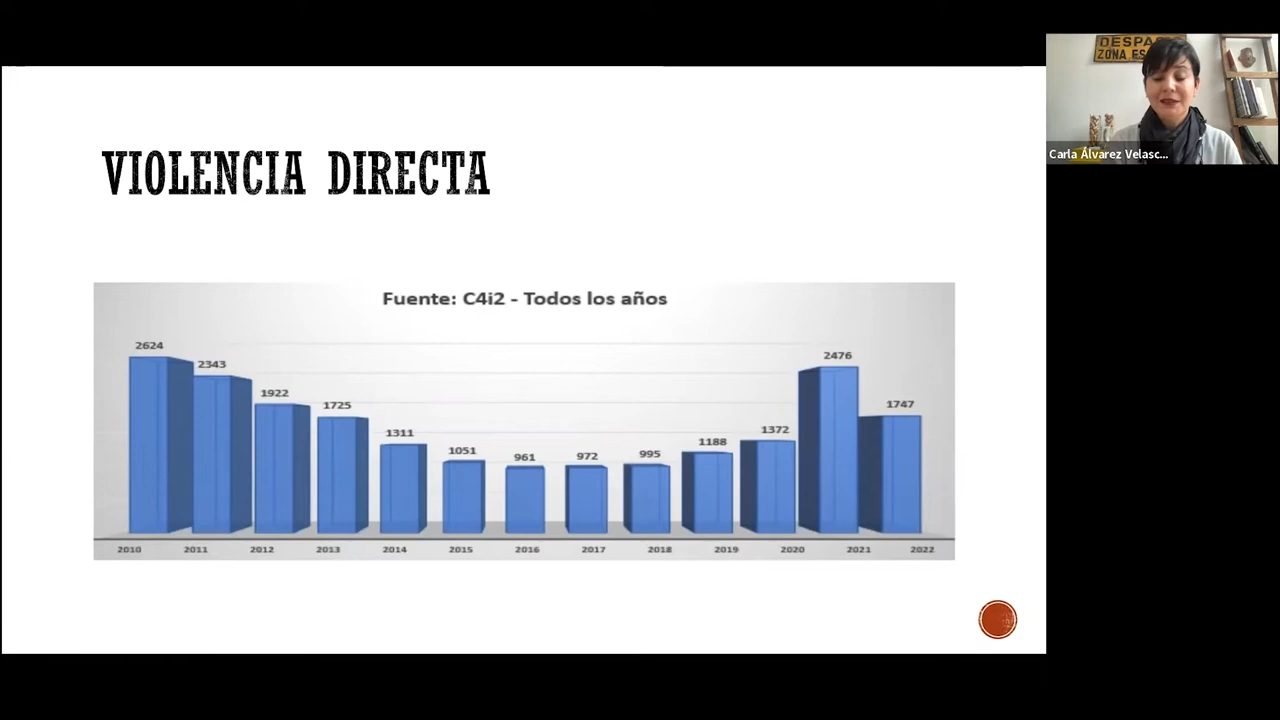 VIOLENCIA DIRECTA
Fuente: C4i2 - Todos los años
2624
2343
1922
1725
1311
1051
961
972
995
1188
1372
2476
1747
2010 2011 2012 2013 2014 2015 2016 2017 2018 2019 2020 2021 2022
DESPA
ZONA ES
Carla Álvarez Velasc...